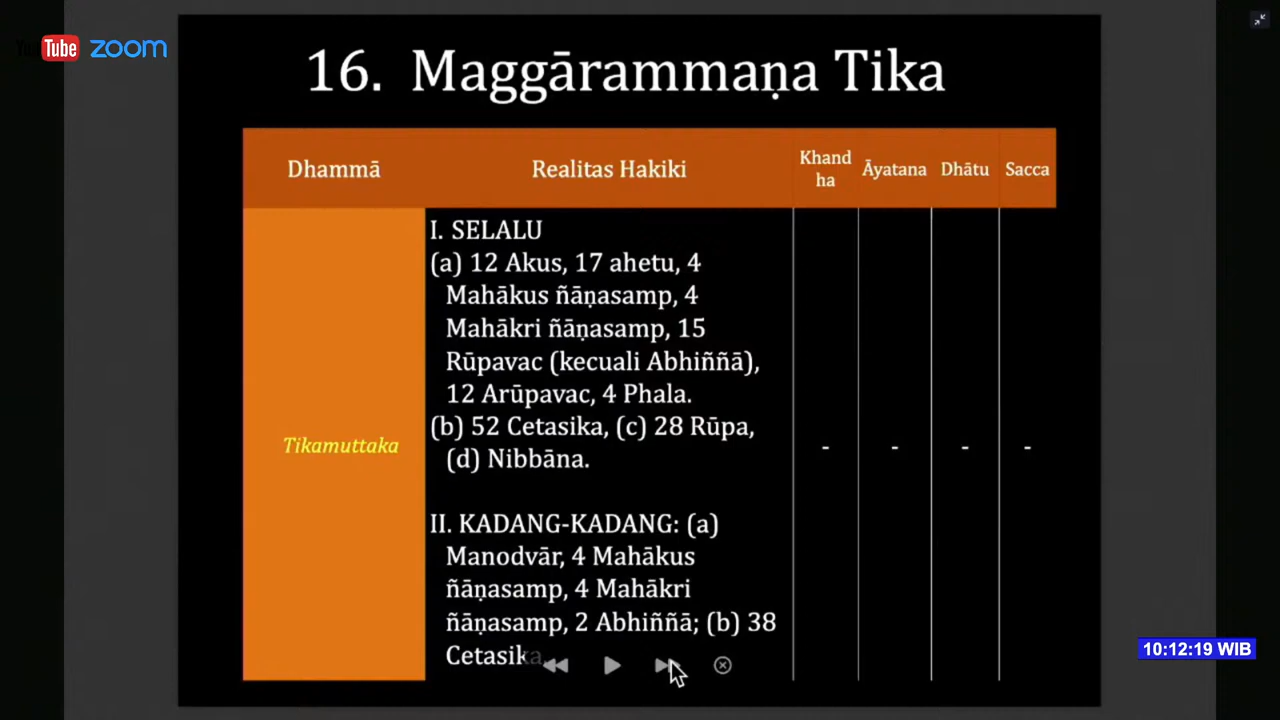 YouTube zoom
16. Maggārammaṇa Tika
Dhammā
Realitas Hakiki
Khand
ha
Āyatana
Dhātu
Sacca
Tikamuttaka
I. SELALU
(a) 12 Akus, 17 ahetu, 4
Mahākus ñāṇasamp, 4
Mahākri ñāṇasamp, 15
Rūpavac (kecuali Abhiññā),
12 Arūpavac, 4 Phala.
(b) 52 Cetasika, (c) 28 Rūpa,
(d) Nibbāna.
II. KADANG-KADANG: (a)
Manodvār, 4 Mahākus
ñāṇasamp, 4 Mahākri
ñāṇasamp, 2 Abhiññā; (b) 38
Cetasika.
- - - -
10:12:19 WIB